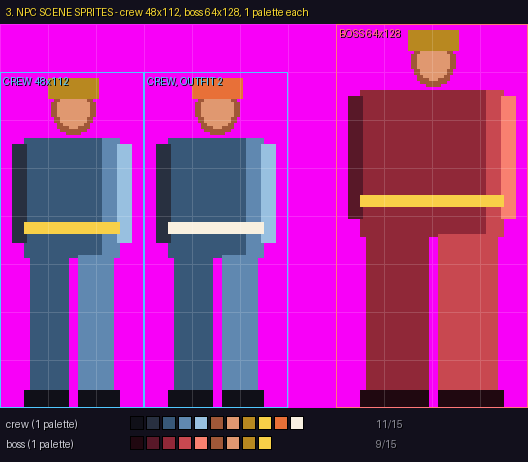 3. NPC SCENE SPRITES - crew 48x112, boss 64x128, 1 palette each
BOSS 64x128
CREW 48x112
CREW, OUTFIT 2
crew (1 palette)
11/15
boss (1 palette)
9/15